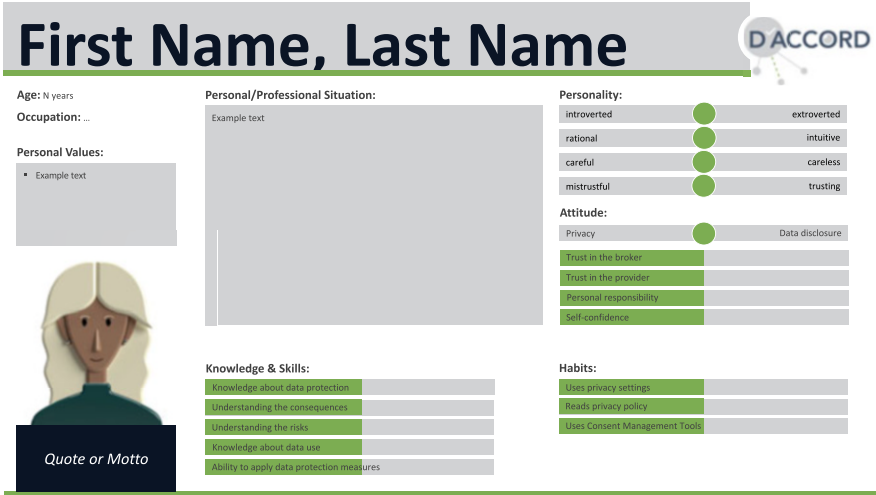 First Name, Last Name
D ACCORD
Age: N years
Occupation: ...
Personal Values:
▪ Example text
Quote or Motto
Personal/Professional Situation:
Example text
Knowledge & Skills:
Knowledge about data protection
Understanding the consequences
Understanding the risks
Knowledge about data use
Ability to apply data protection measures
Personality:
introverted extroverted
rational intuitive
careful careless
mistrustful trusting
Attitude:
Privacy Data disclosure
Trust in the broker
Trust in the provider
Personal responsibility
Self-confidence
Habits:
Uses privacy settings
Reads privacy policy
Uses Consent Management Tools